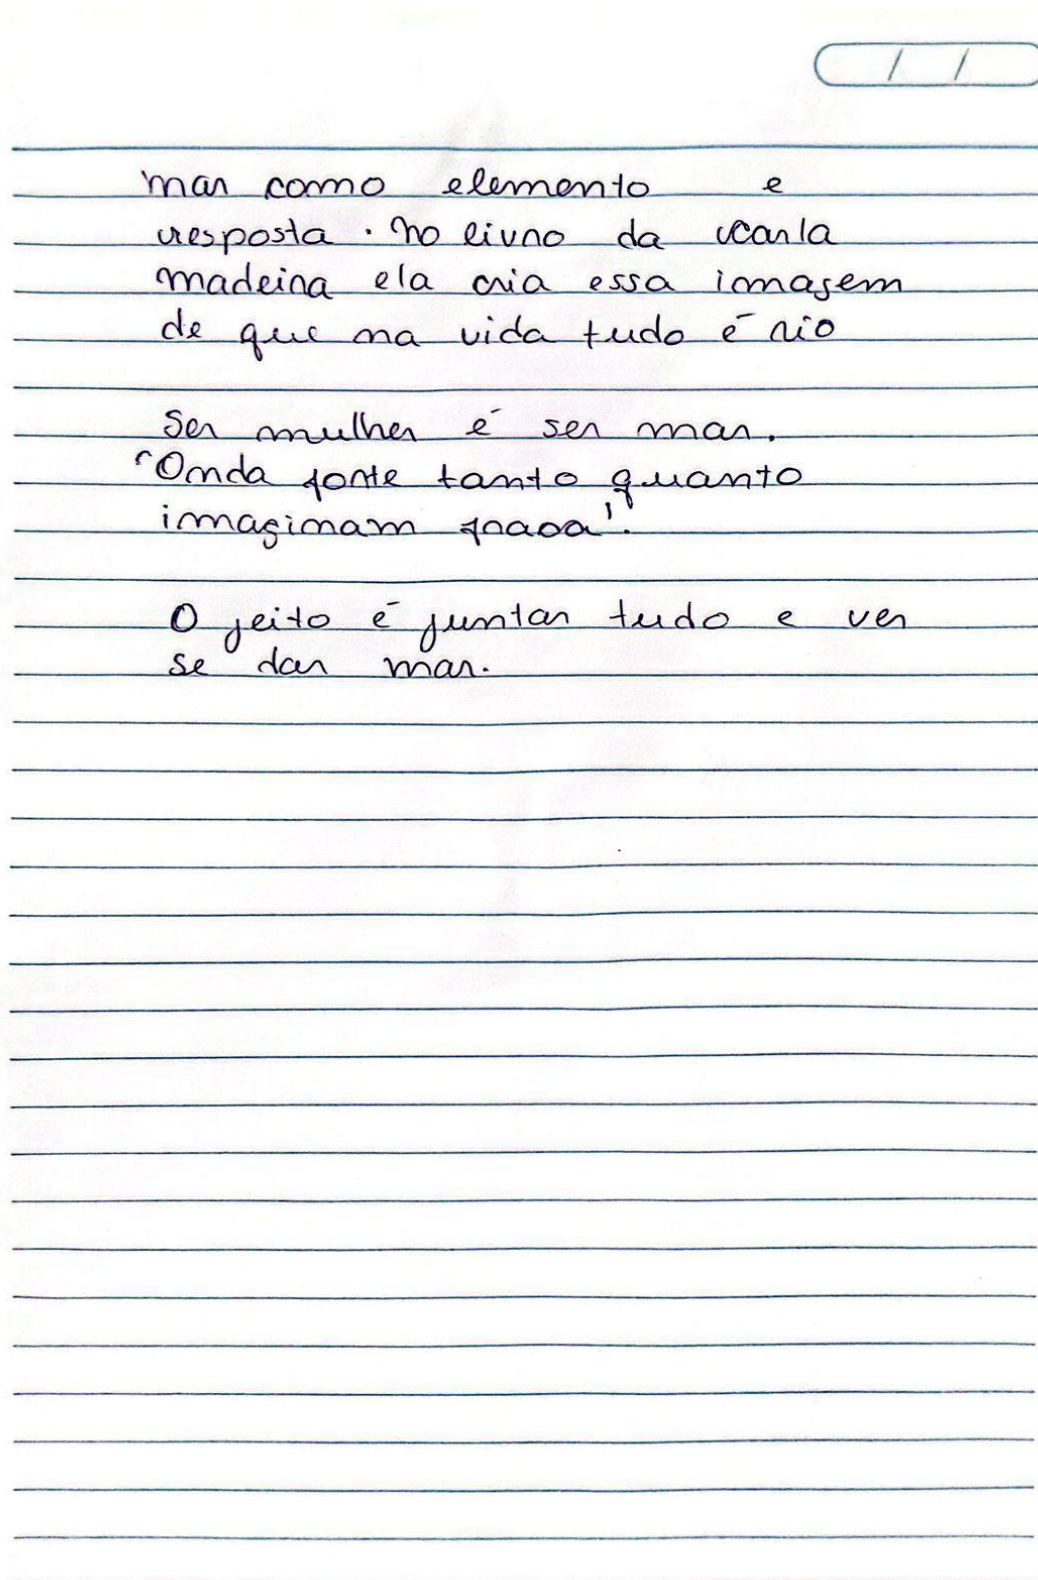 / /
mar como elemento e
resposta. no livro da carla
madeira ela cria essa imagem
de que na vida tudo é rio
Ser mulher é ser mar.
"Onda forte tanto quanto
imaginam fraca".
O jeito é juntar tudo e ver
se dar mar.